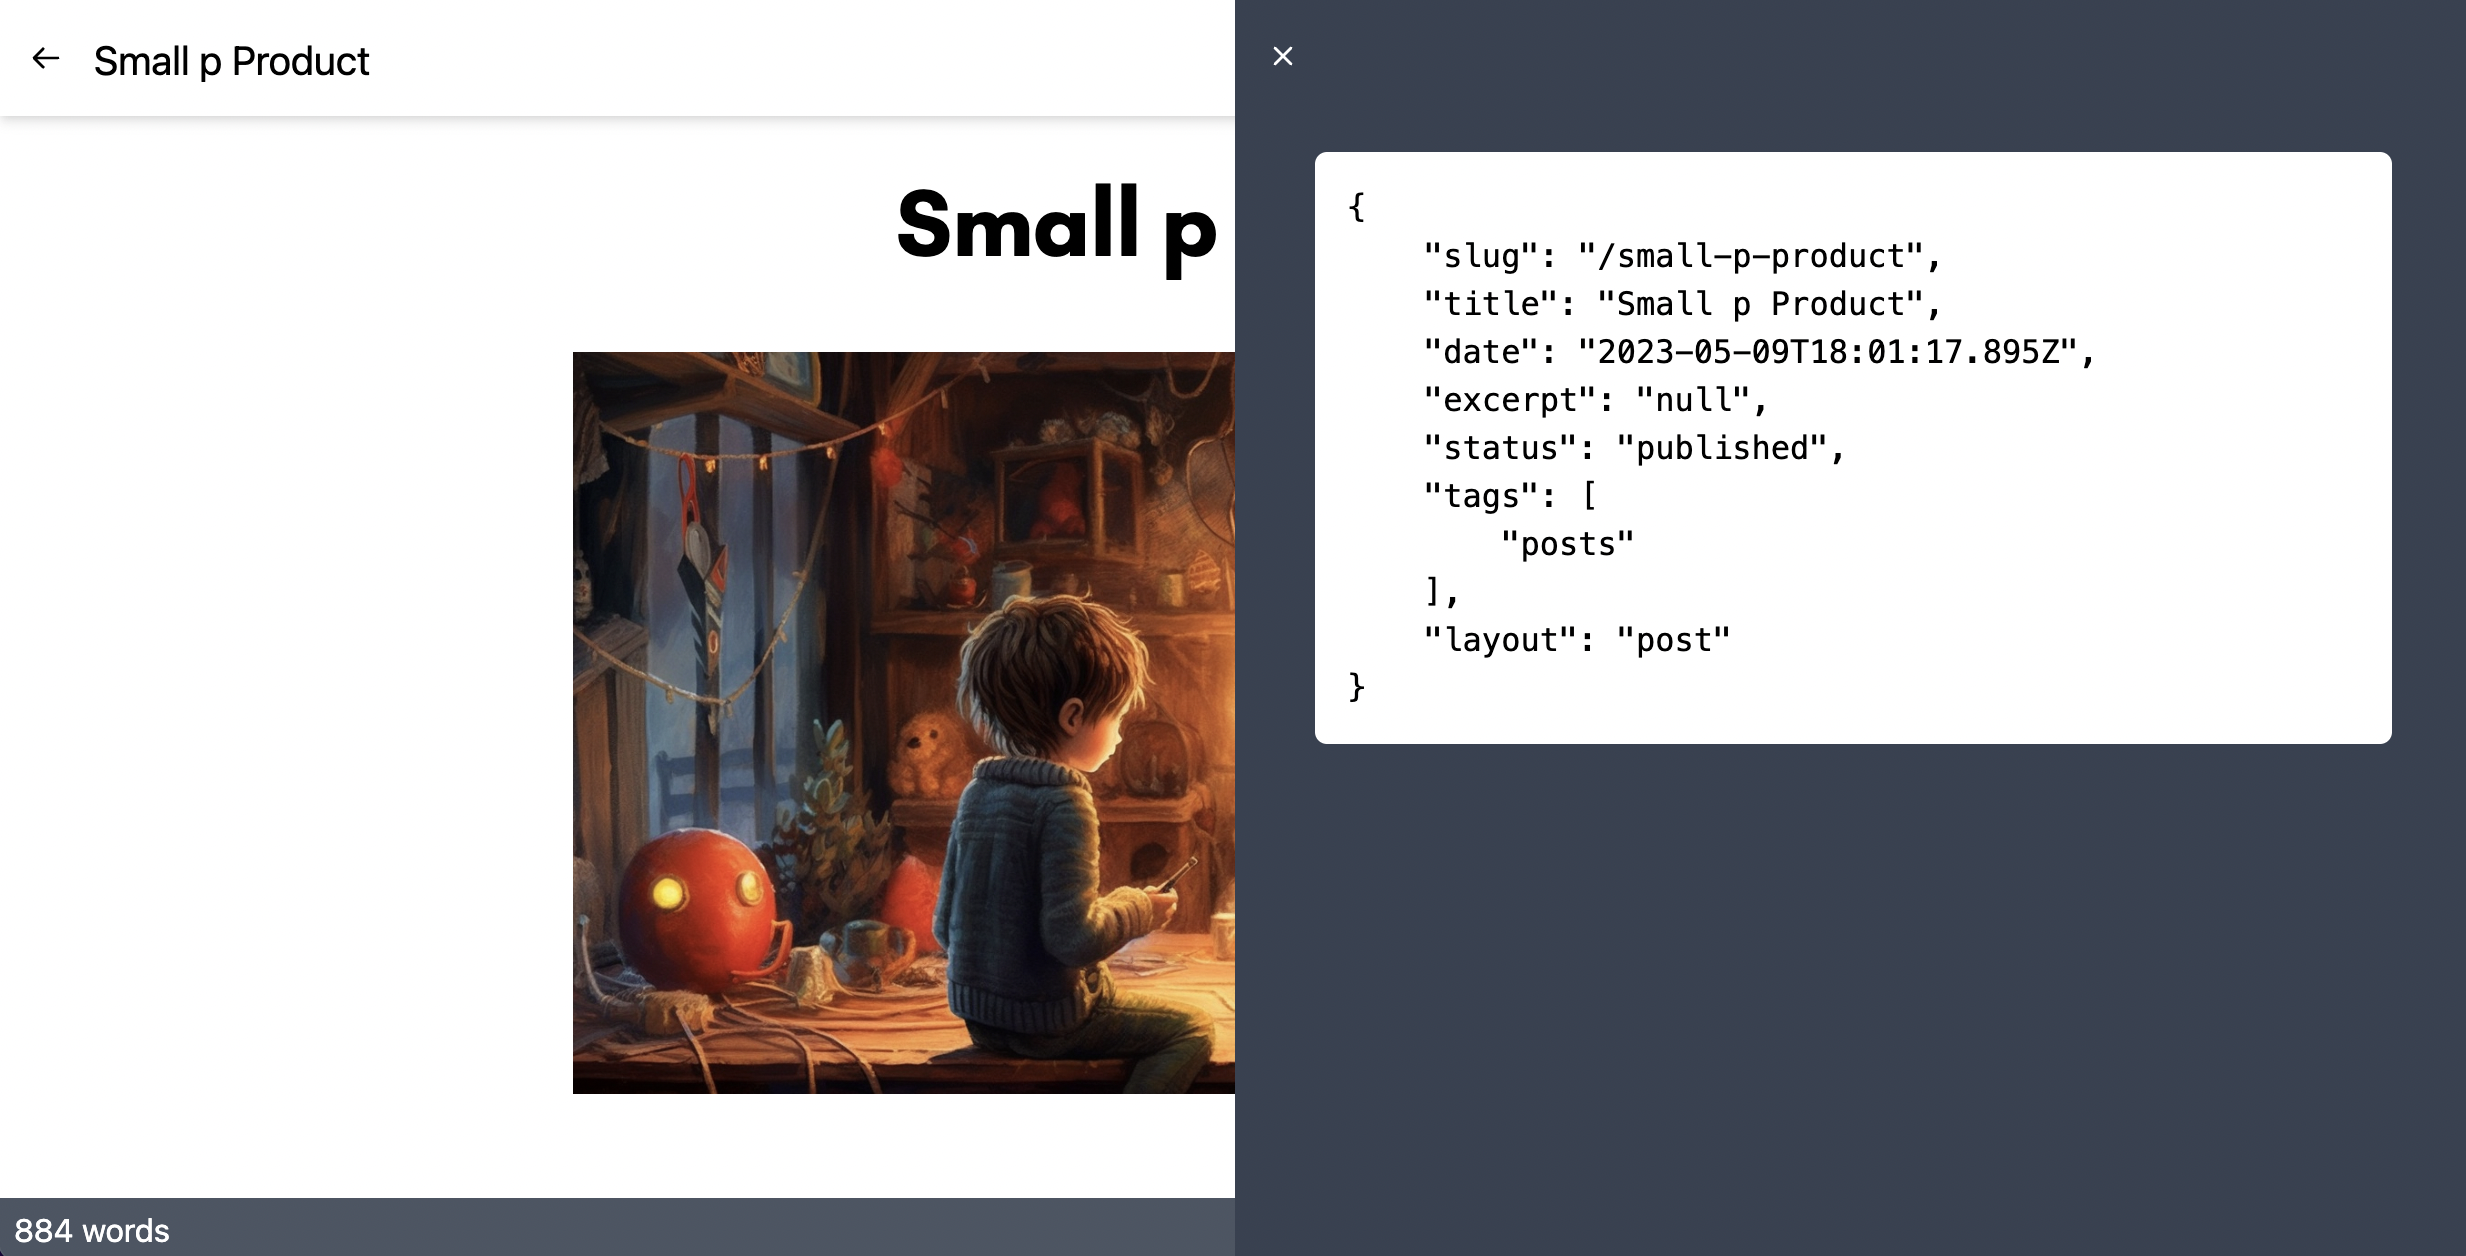 Small p Product
Small p
884 words
{
    "slug": "/small-p-product",
    "title": "Small p Product",
    "date": "2023-05-09T18:01:17.895Z",
    "excerpt": "null",
    "status": "published",
    "tags": [
        "posts"
    ],
    "layout": "post"
}